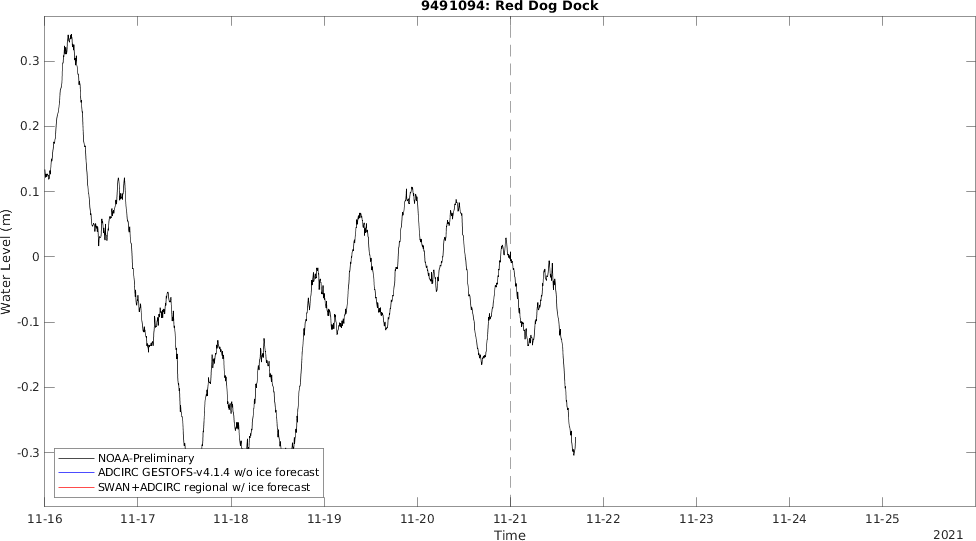 9491094: Red Dog Dock
0.3
0.2
0.1
0
-0.1
-0.2
-0.3
Water Level (m)
NOAA-Preliminary
ADCIRC GESTOFS-v4.1.4 w/o ice forecast
SWAN+ADCIRC regional w/ ice forecast
11-16 11-17 11-18 11-19 11-20 11-21 11-22 11-23 11-24 11-25
Time
2021